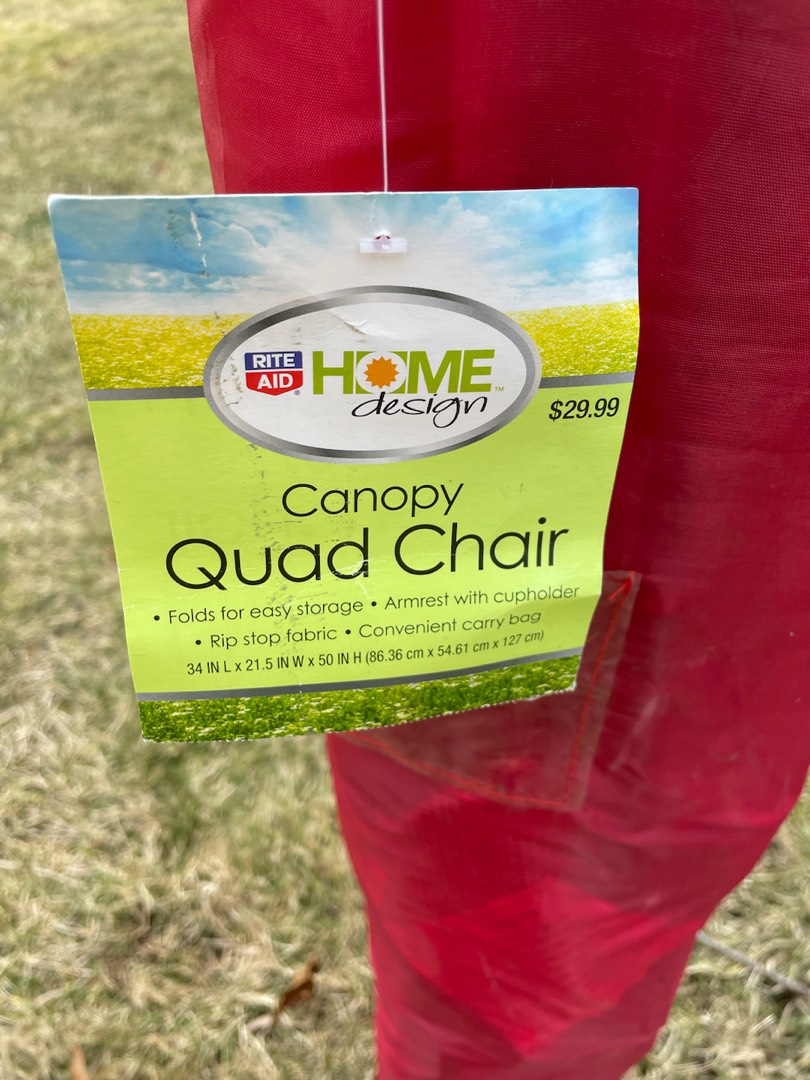 RITE
AID®
HOME™
design
$29.99
Canopy
Quad Chair
• Folds for easy storage • Armrest with cupholder
• Rip stop fabric • Convenient carry bag
34 IN L x 21.5 IN W x 50 IN H (86.36 cm x 54.61 cm x 127 cm)